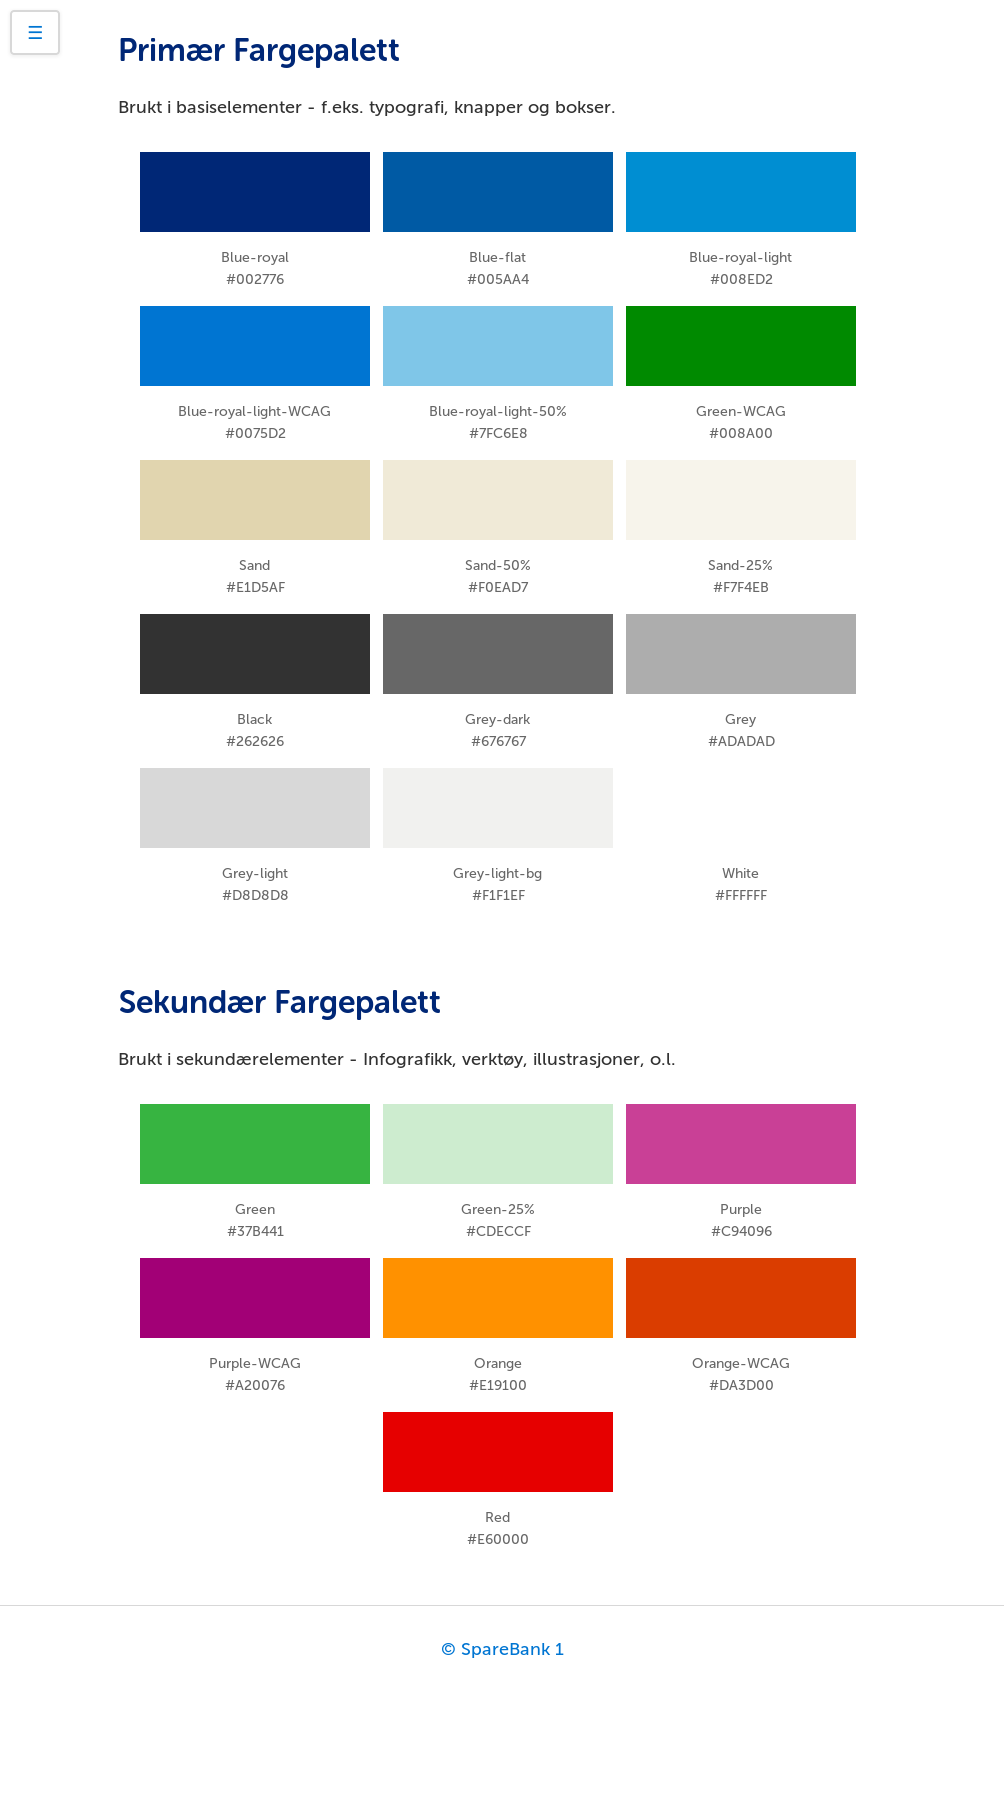 ☰
Primær Fargepalett
Brukt i basiselementer - f.eks. typografi, knapper og bokser.
Blue-royal
#002776
Blue-flat
#005AA4
Blue-royal-light
#008ED2
Blue-royal-light-WCAG
#0075D2
Blue-royal-light-50%
#7FC6E8
Green-WCAG
#008A00
Sand
#E1D5AF
Sand-50%
#F0EAD7
Sand-25%
#F7F4EB
Black
#262626
Grey-dark
#676767
Grey
#ADADAD
Grey-light
#D8D8D8
Grey-light-bg
#F1F1EF
White
#FFFFFF
Sekundær Fargepalett
Brukt i sekundærelementer - Infografikk, verktøy, illustrasjoner, o.l.
Green
#37B441
Green-25%
#CDECCF
Purple
#C94096
Purple-WCAG
#A20076
Orange
#E19100
Orange-WCAG
#DA3D00
Red
#E60000
© SpareBank 1